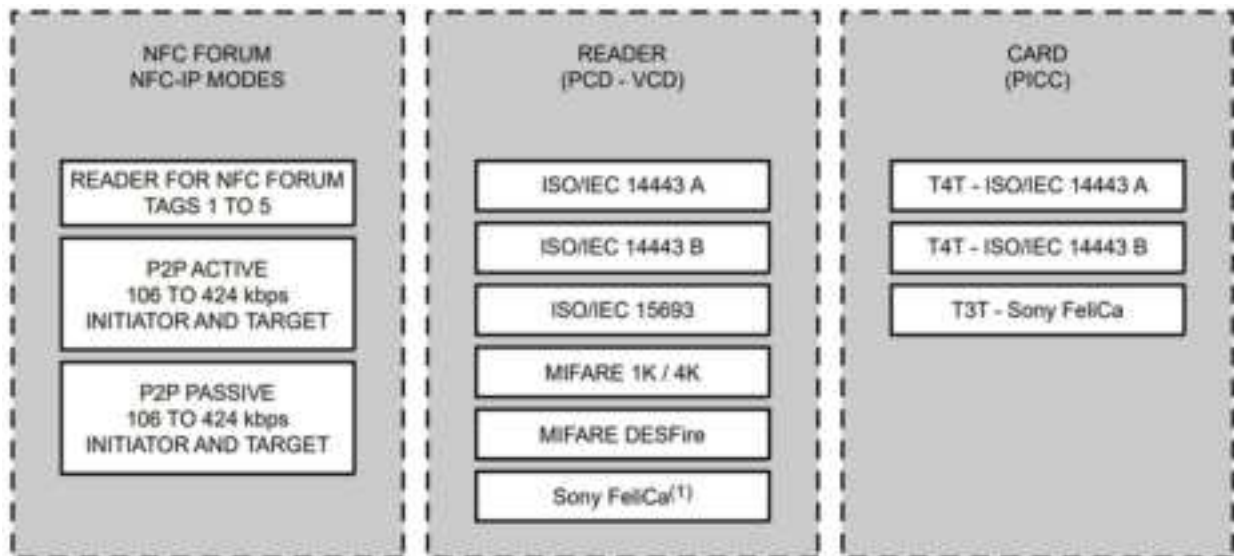 NFC FORUM
NFC-IP MODES
READER FOR NFC FORUM
TAGS 1 TO 5
P2P ACTIVE
106 TO 424 kbps
INITIATOR AND TARGET
P2P PASSIVE
106 TO 424 kbps
INITIATOR AND TARGET
READER
(PCD - VCD)
ISO/IEC 14443 A
ISO/IEC 14443 B
ISO/IEC 15693
MIFARE 1K / 4K
MIFARE DESFire
Sony FeliCa(1)
CARD
(PICC)
T4T - ISO/IEC 14443 A
T4T - ISO/IEC 14443 B
T3T - Sony FeliCa